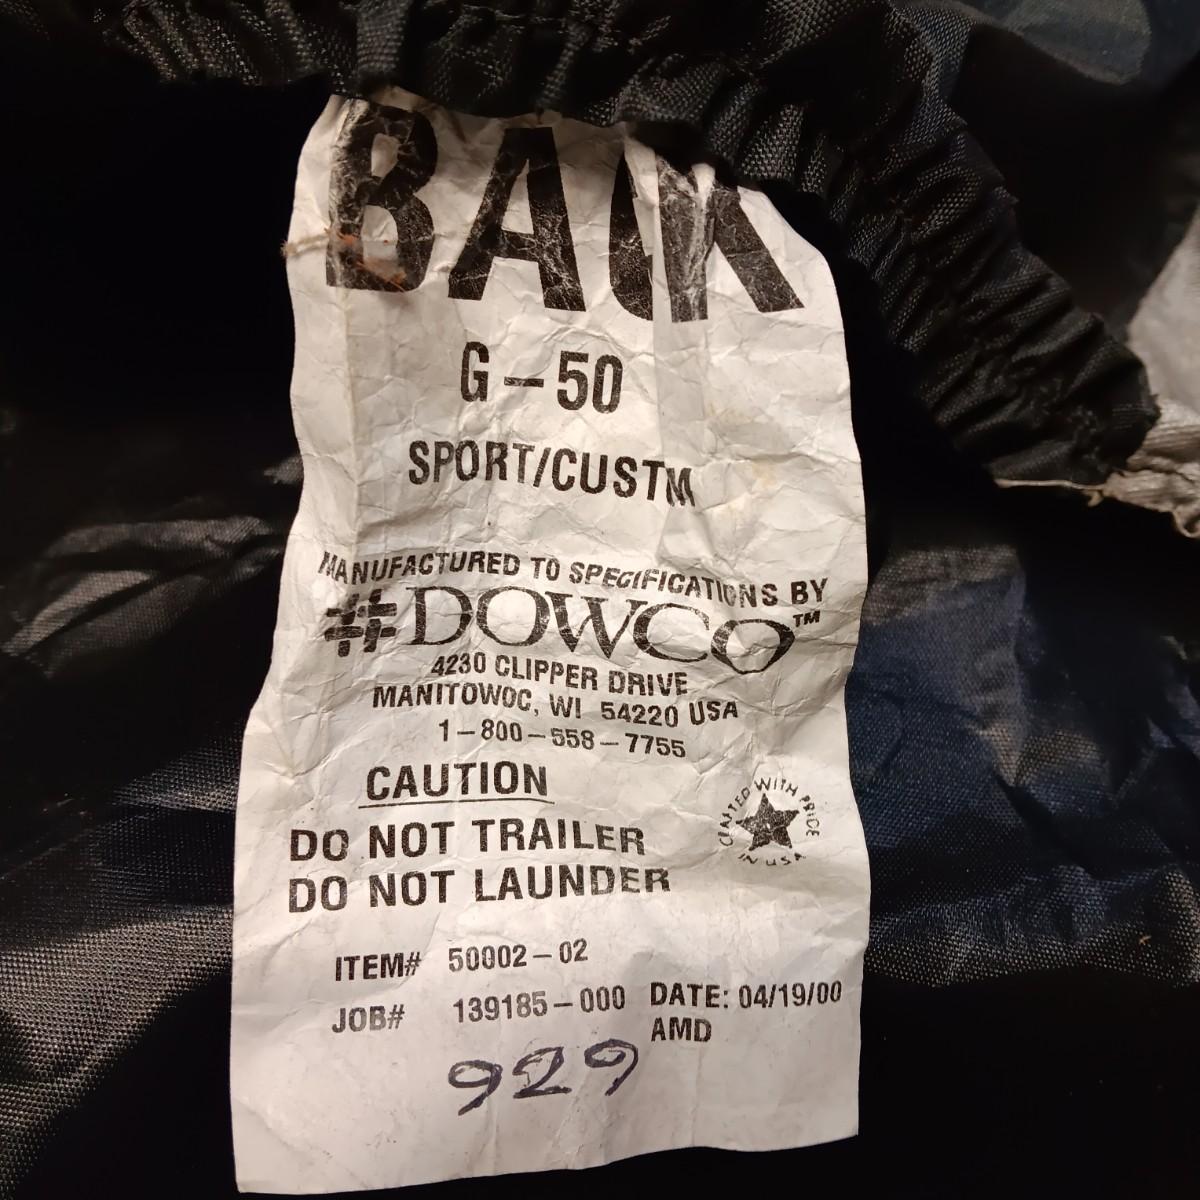 BACK
G-50
SPORT/CUSTM
MANUFACTURED TO SPECIFICATIONS BY
#DOWCO™
4230 CLIPPER DRIVE
MANITOWOC, WI 54220 USA
1-800-558-7755
CAUTION
DO NOT TRAILER
DO NOT LAUNDER
CRAFTED WITH PRIDE
IN USA
ITEM# 50002-02
JOB# 139185-000 DATE: 04/19/00
AMD
929